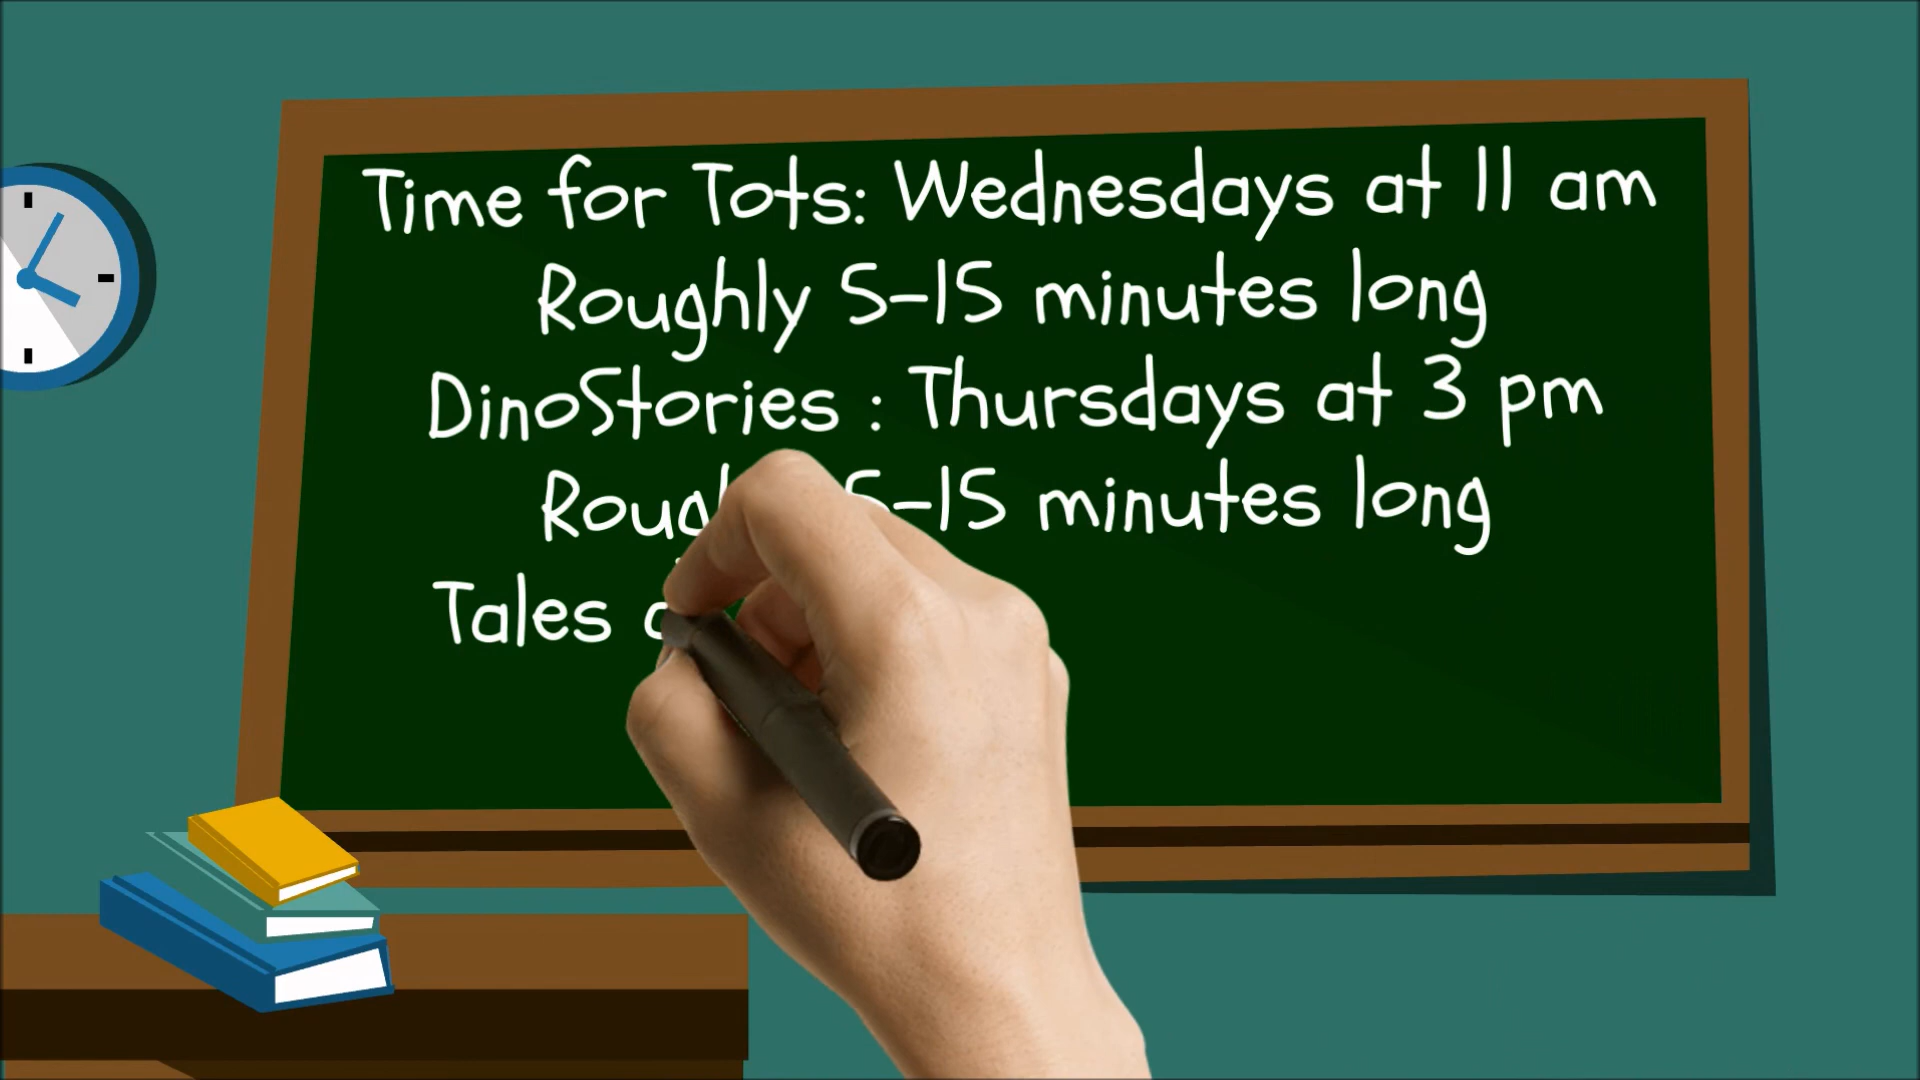 Time for Tots: Wednesdays at 11 am
Roughly 5-15 minutes long
DinoStories : Thursdays at 3 pm
5-15 minutes long
Tales